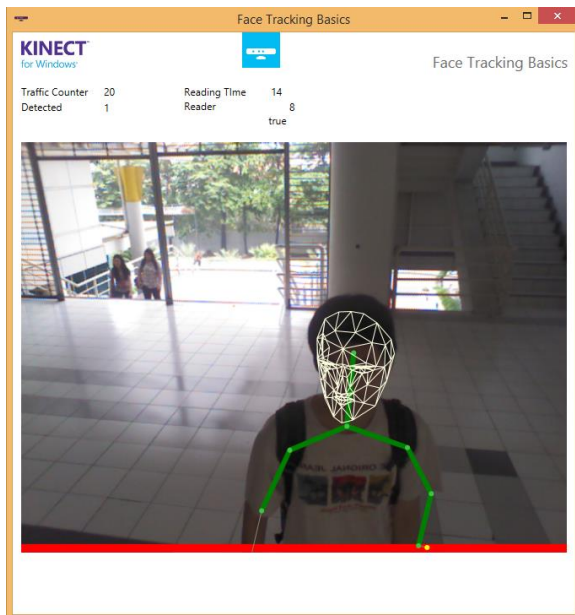 Face Tracking Basics
KINECT
for Windows
Face Tracking Basics
Traffic Counter 20 Reading TIme 14
Detected 1 Reader 8
true